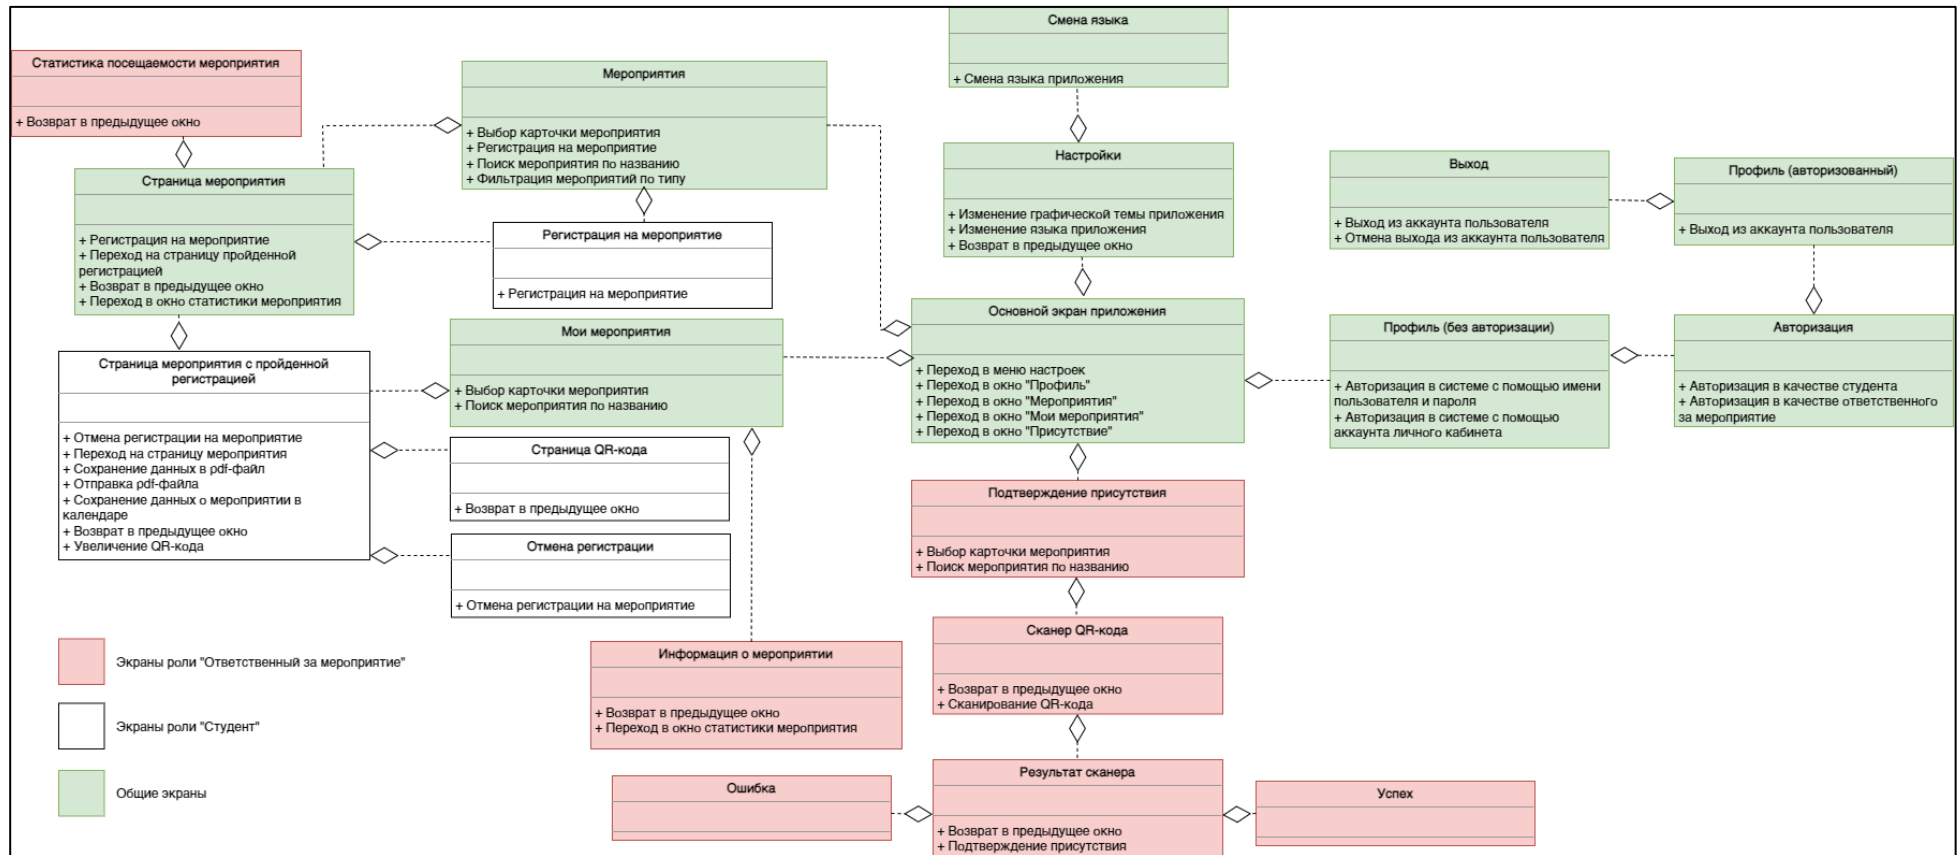 Смена языка
+ Смена языка приложения
Статистика посещаемости мероприятия
+ Возврат в предыдущее окно
Мероприятия
+ Выбор карточки мероприятия
+ Регистрация на мероприятие
+ Поиск мероприятия по названию
+ Фильтрация мероприятий по типу
Настройки
+ Изменение графической темы приложения
+ Изменение языка приложения
+ Возврат в предыдущее окно
Выход
+ Выход из аккаунта пользователя
+ Отмена выхода из аккаунта пользователя
Профиль (авторизованный)
+ Выход из аккаунта пользователя
Страница мероприятия
+ Регистрация на мероприятие
+ Переход на страницу пройденной
регистрацией
+ Возврат в предыдущее окно
+ Переход в окно статистики мероприятия
Регистрация на мероприятие
+ Регистрация на мероприятие
Мои мероприятия
+ Выбор карточки мероприятия
+ Поиск мероприятия по названию
Основной экран приложения
+ Переход в меню настроек
+ Переход в окно "Профиль"
+ Переход в окно "Мероприятия"
+ Переход в окно "Мои мероприятия"
+ Переход в окно "Присутствие"
Профиль (без авторизации)
+ Авторизация в системе с помощью имени
пользователя и пароля
+ Авторизация в системе с помощью
аккаунта личного кабинета
Авторизация
+ Авторизация в качестве студента
+ Авторизация в качестве ответственного
за мероприятие
Страница мероприятия с пройденной
регистрацией
+ Отмена регистрации на мероприятие
+ Переход на страницу мероприятия
+ Сохранение данных в pdf-файл
+ Отправка pdf-файла
+ Сохранение данных о мероприятии в
календаре
+ Возврат в предыдущее окно
+ Увеличение QR-кода
Страница QR-кода
+ Возврат в предыдущее окно
Отмена регистрации
+ Отмена регистрации на мероприятие
Подтверждение присутствия
+ Выбор карточки мероприятия
+ Поиск мероприятия по названию
Сканер QR-кода
+ Возврат в предыдущее окно
+ Сканирование QR-кода
Информация о мероприятии
+ Возврат в предыдущее окно
+ Переход в окно статистики мероприятия
Результат сканера
+ Возврат в предыдущее окно
+ Подтверждение присутствия
Ошибка
Успех
Экраны роли "Ответственный за мероприятие"
Экраны роли "Студент"
Общие экраны